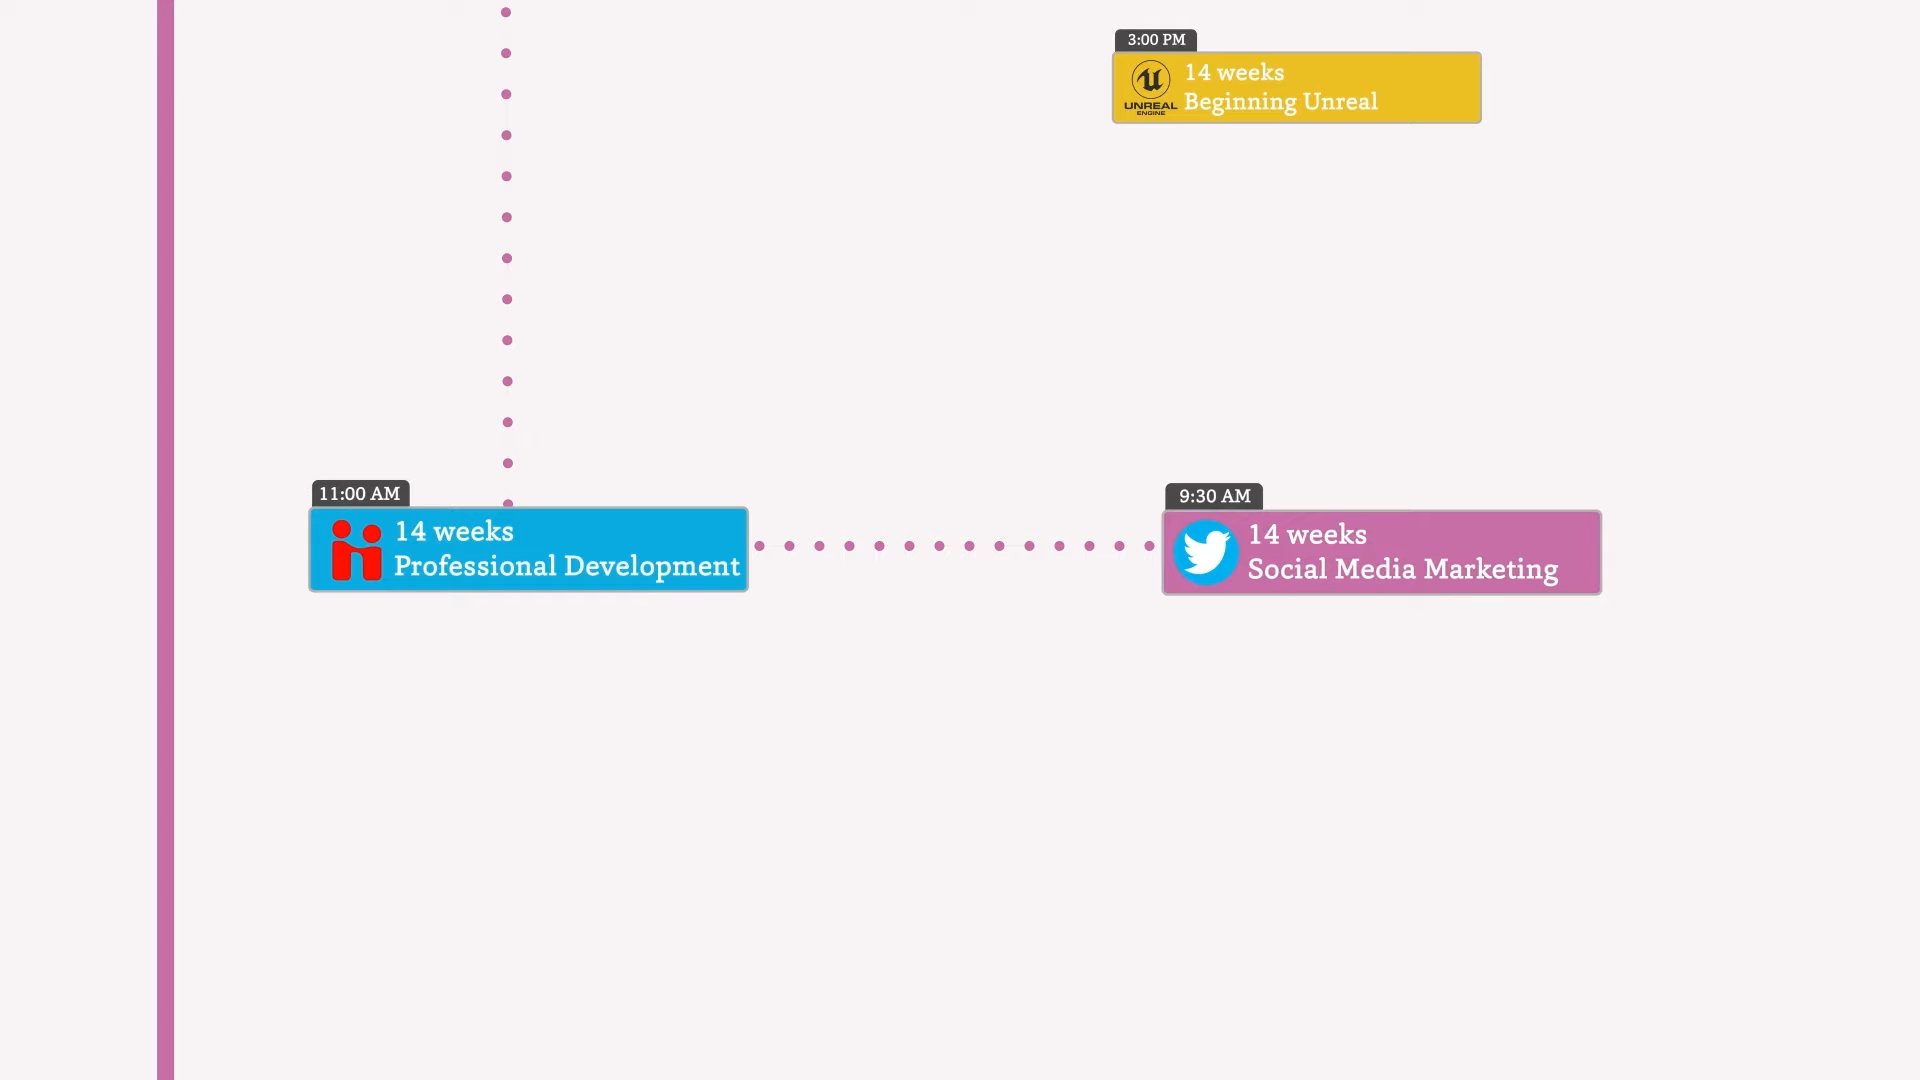 3:00 PM
14 weeks
UNREAL
ENGINE
Beginning Unreal
11:00 AM
14 weeks
Professional Development
9:30 AM
14 weeks
Social Media Marketing